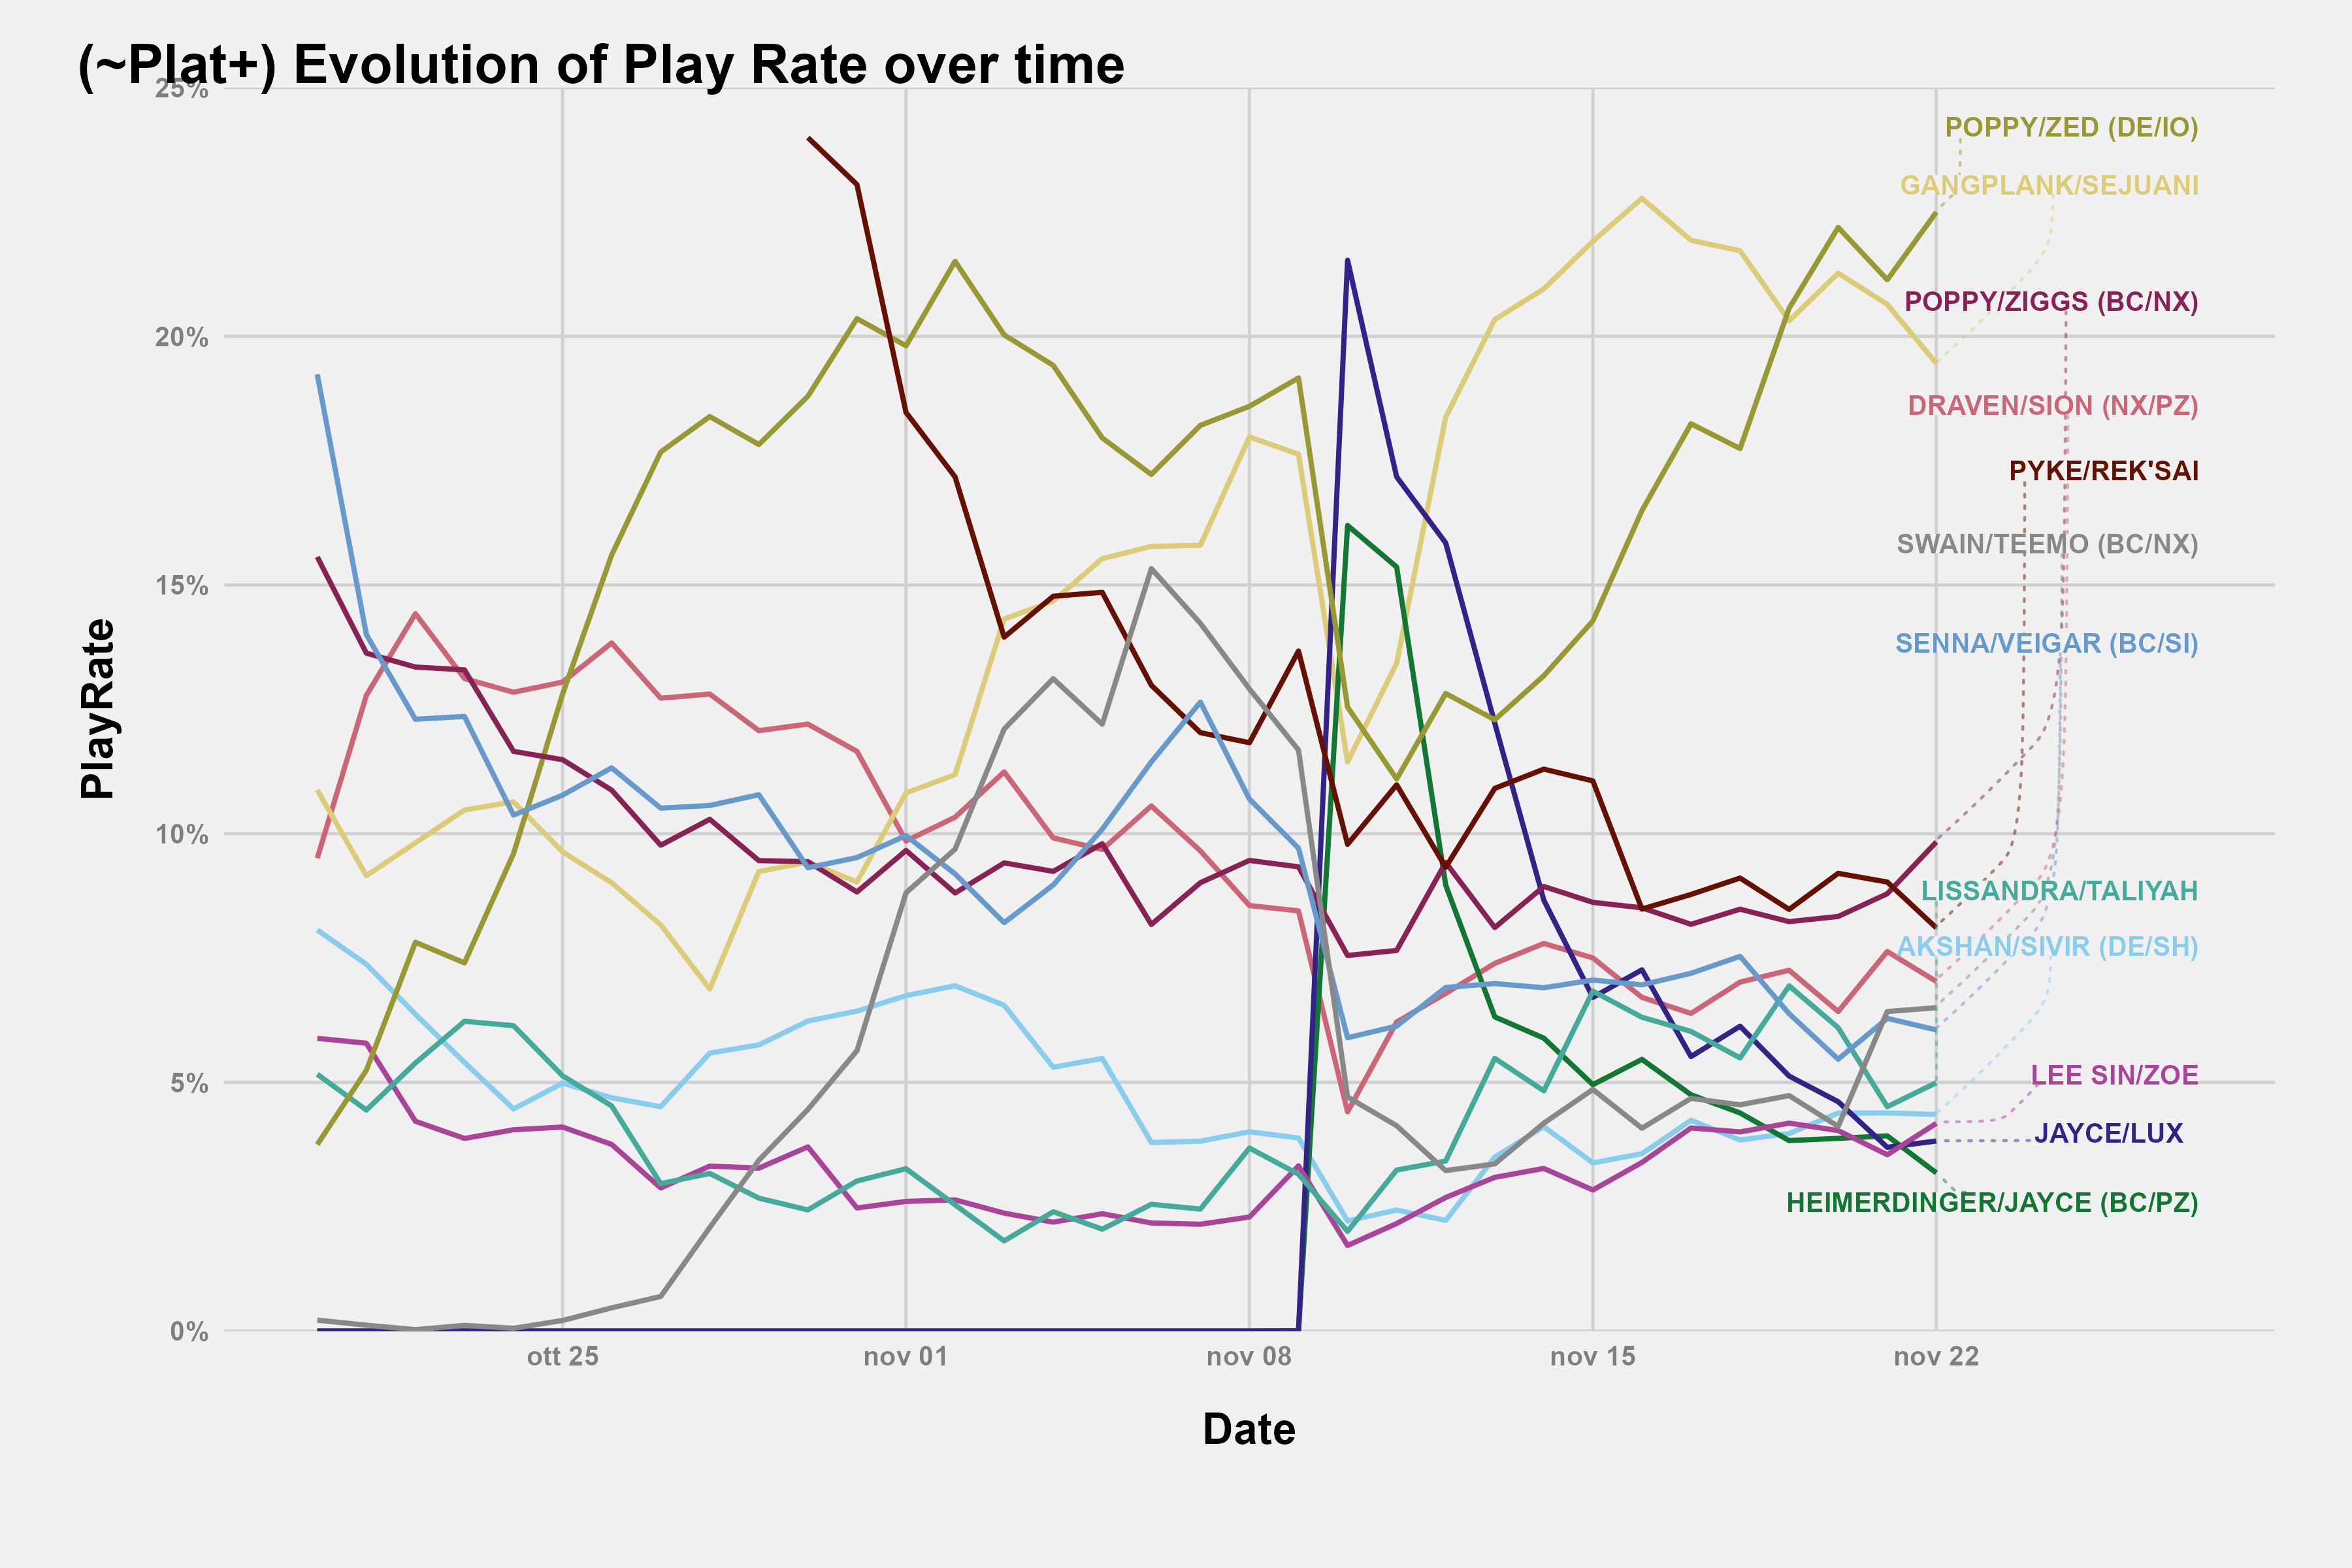 (~Plat+) Evolution of Play Rate over time
25%
20%
15%
10%
5%
0%
PlayRate
POPPY/ZED (DE/IO)
GANGPLANK/SEJUANI
POPPY/ZIGGS (BC/NX)
DRAVEN/SION (NX/PZ)
PYKE/REK'SAI
SWAIN/TEEMO (BC/NX)
SENNA/VEIGAR (BC/SI)
LISSANDRA/TALIYAH
AKSHAN/SIVIR (DE/SH)
LEE SIN/ZOE
JAYCE/LUX
HEIMERDINGER/JAYCE (BC/PZ)
ott 25 nov 01 nov 08 nov 15 nov 22
Date